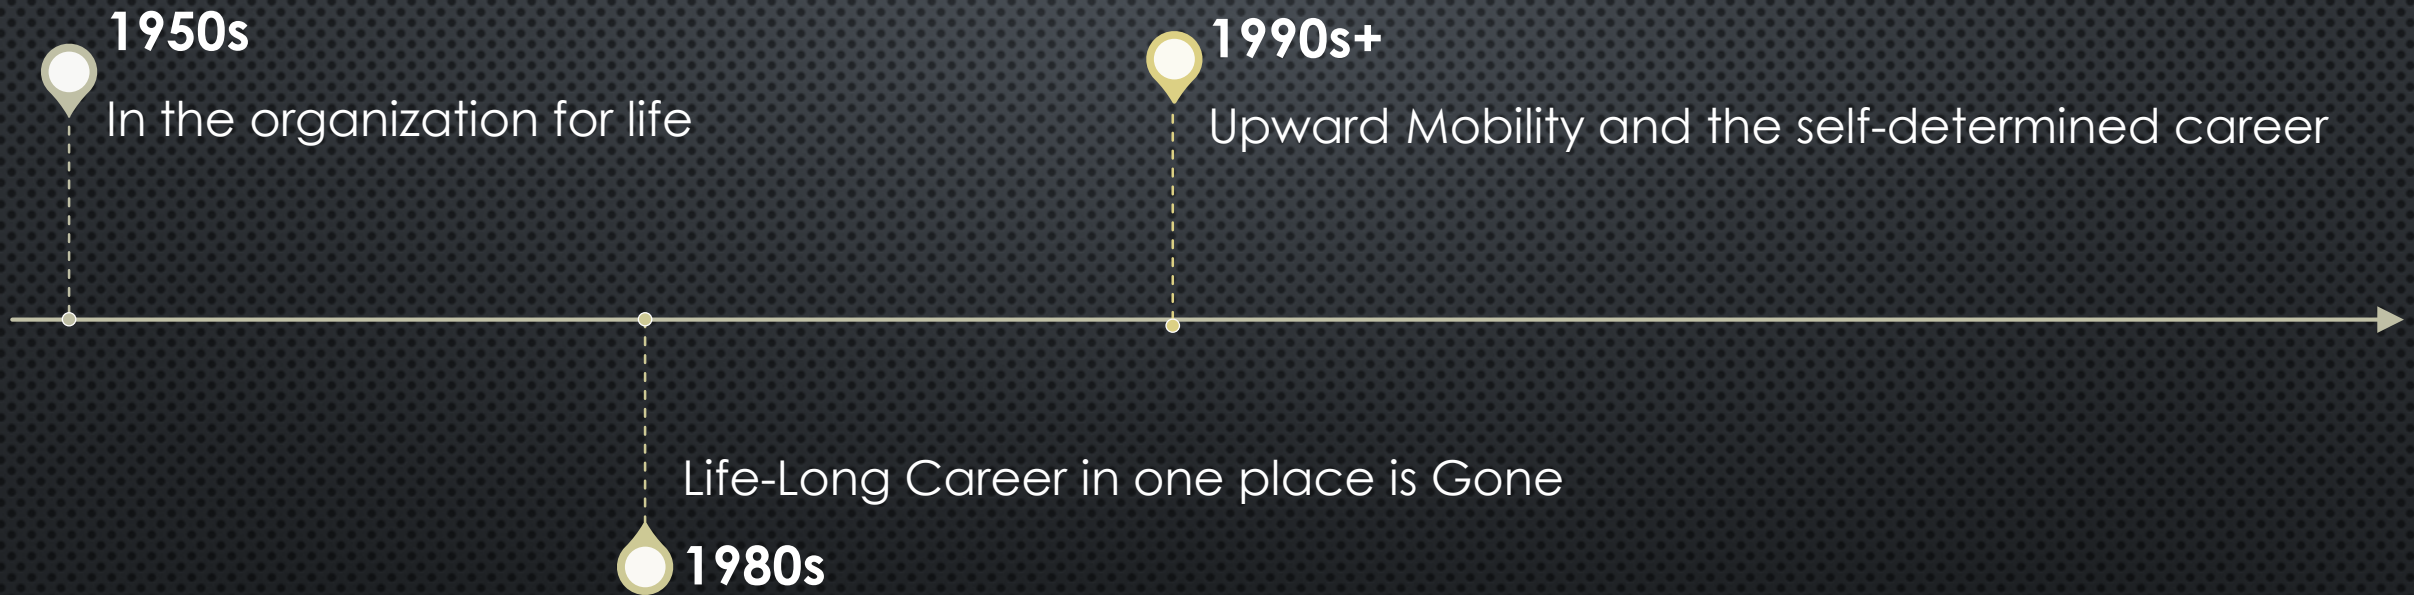 1950s
In the organization for life
1990s+
Upward Mobility and the self-determined career
Life-Long Career in one place is Gone
1980s